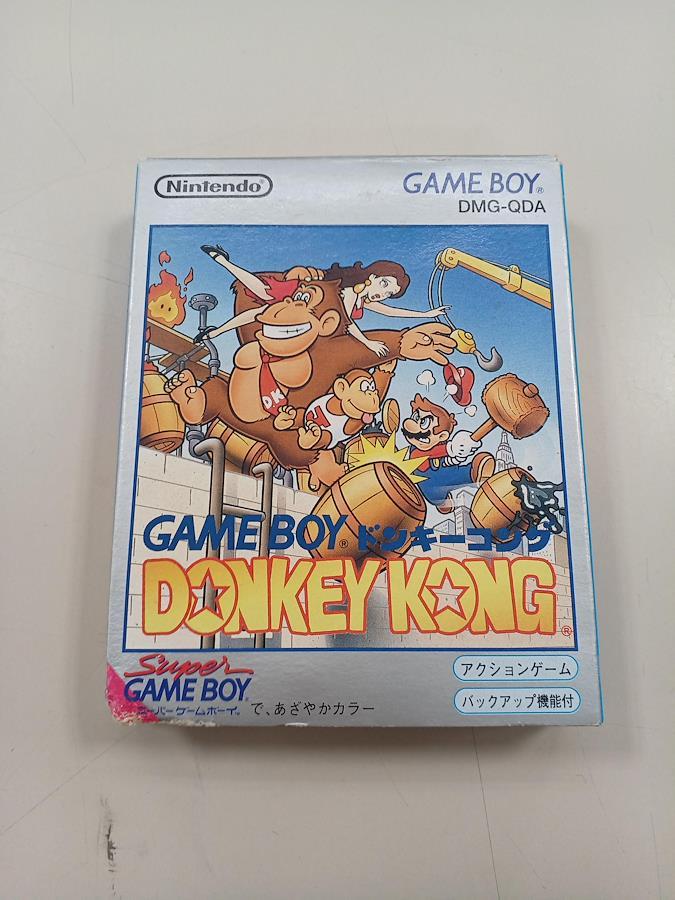 Nintendo®
GAME BOY®
DMG-QDA
DK
GAME BOY® ドンキーコング
DONKEY KONG®
Super
GAME BOY®
スーパーゲームボーイ® で、あざやかカラー
アクションゲーム
バックアップ機能付